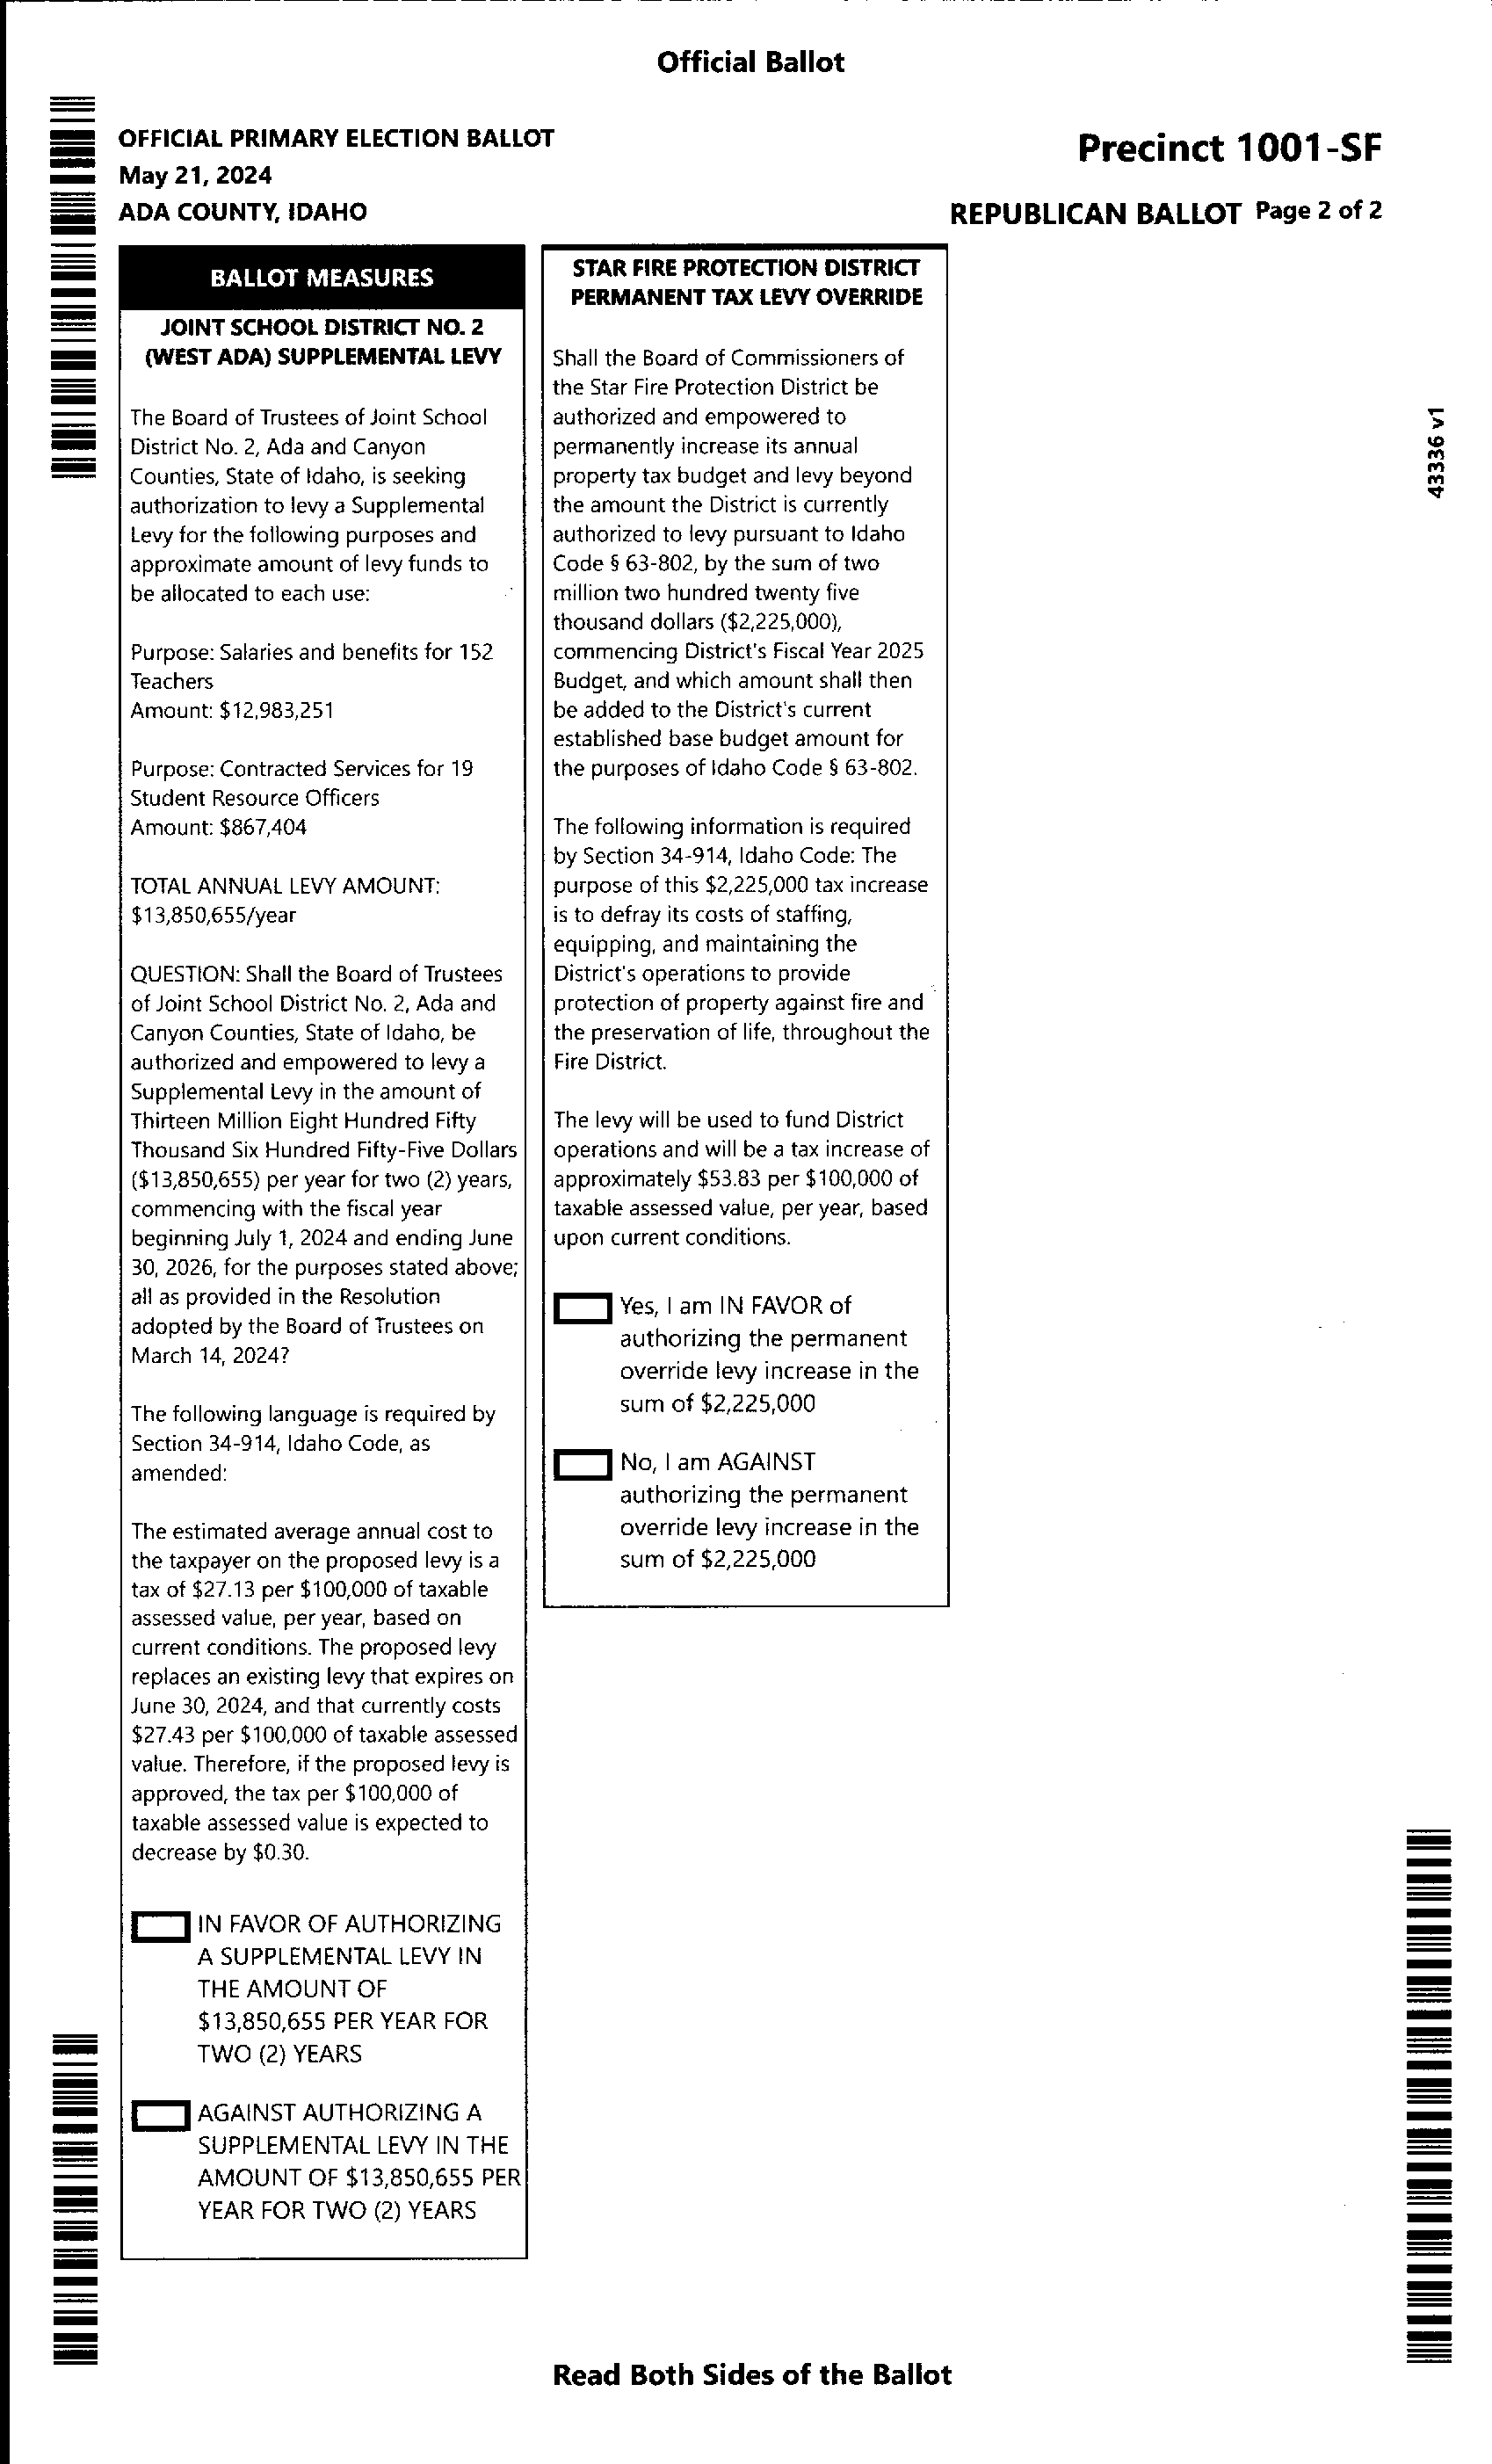 Official Ballot
OFFICIAL PRIMARY ELECTION BALLOT
May 21, 2024
ADA COUNTY, IDAHO
Precinct 1001-SF
REPUBLICAN BALLOT Page 2 of 2
BALLOT MEASURES
JOINT SCHOOL DISTRICT NO. 2
(WEST ADA) SUPPLEMENTAL LEVY
The Board of Trustees of Joint School
District No. 2, Ada and Canyon
Counties, State of Idaho, is seeking
authorization to levy a Supplemental
Levy for the following purposes and
approximate amount of levy funds to
be allocated to each use:
Purpose: Salaries and benefits for 152
Teachers
Amount: $12,983,251
Purpose: Contracted Services for 19
Student Resource Officers
Amount: $867,404
TOTAL ANNUAL LEVY AMOUNT:
$13,850,655/year
QUESTION: Shall the Board of Trustees
of Joint School District No. 2, Ada and
Canyon Counties, State of Idaho, be
authorized and empowered to levy a
Supplemental Levy in the amount of
Thirteen Million Eight Hundred Fifty
Thousand Six Hundred Fifty-Five Dollars
($13,850,655) per year for two (2) years,
commencing with the fiscal year
beginning July 1, 2024 and ending June
30, 2026, for the purposes stated above;
all as provided in the Resolution
adopted by the Board of Trustees on
March 14, 2024?
The following language is required by
Section 34-914, Idaho Code, as
amended:
The estimated average annual cost to
the taxpayer on the proposed levy is a
tax of $27.13 per $100,000 of taxable
assessed value, per year, based on
current conditions. The proposed levy
replaces an existing levy that expires on
June 30, 2024, and that currently costs
$27.43 per $100,000 of taxable assessed
value. Therefore, if the proposed levy is
approved, the tax per $100,000 of
taxable assessed value is expected to
decrease by $0.30.
IN FAVOR OF AUTHORIZING
A SUPPLEMENTAL LEVY IN
THE AMOUNT OF
$13,850,655 PER YEAR FOR
TWO (2) YEARS
AGAINST AUTHORIZING A
SUPPLEMENTAL LEVY IN THE
AMOUNT OF $13,850,655 PER
YEAR FOR TWO (2) YEARS
STAR FIRE PROTECTION DISTRICT
PERMANENT TAX LEVY OVERRIDE
Shall the Board of Commissioners of
the Star Fire Protection District be
authorized and empowered to
permanently increase its annual
property tax budget and levy beyond
the amount the District is currently
authorized to levy pursuant to Idaho
Code § 63-802, by the sum of two
million two hundred twenty five
thousand dollars ($2,225,000),
commencing District's Fiscal Year 2025
Budget, and which amount shall then
be added to the District's current
established base budget amount for
the purposes of Idaho Code § 63-802.
The following information is required
by Section 34-914, Idaho Code: The
purpose of this $2,225,000 tax increase
is to defray its costs of staffing,
equipping, and maintaining the
District's operations to provide
protection of property against fire and
the preservation of life, throughout the
Fire District.
The levy will be used to fund District
operations and will be a tax increase of
approximately $53.83 per $100,000 of
taxable assessed value, per year, based
upon current conditions.
Yes, I am IN FAVOR of
authorizing the permanent
override levy increase in the
sum of $2,225,000
No, I am AGAINST
authorizing the permanent
override levy increase in the
sum of $2,225,000
43336 v1
Read Both Sides of the Ballot